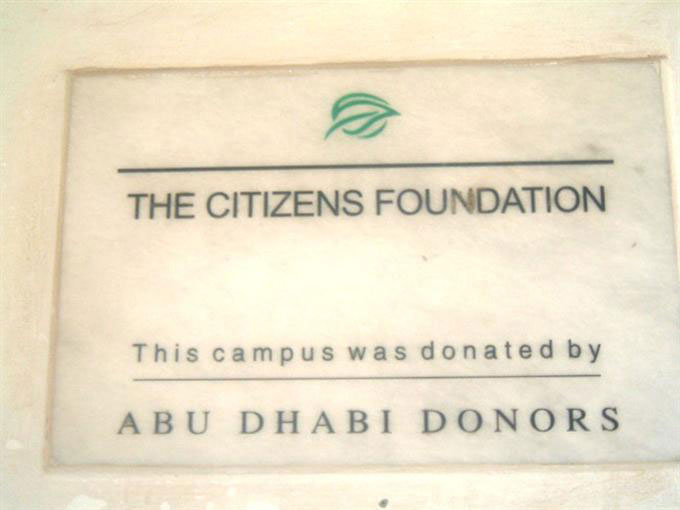 THE CITIZENS FOUNDATION
This campus was donated by
ABU DHABI DONORS